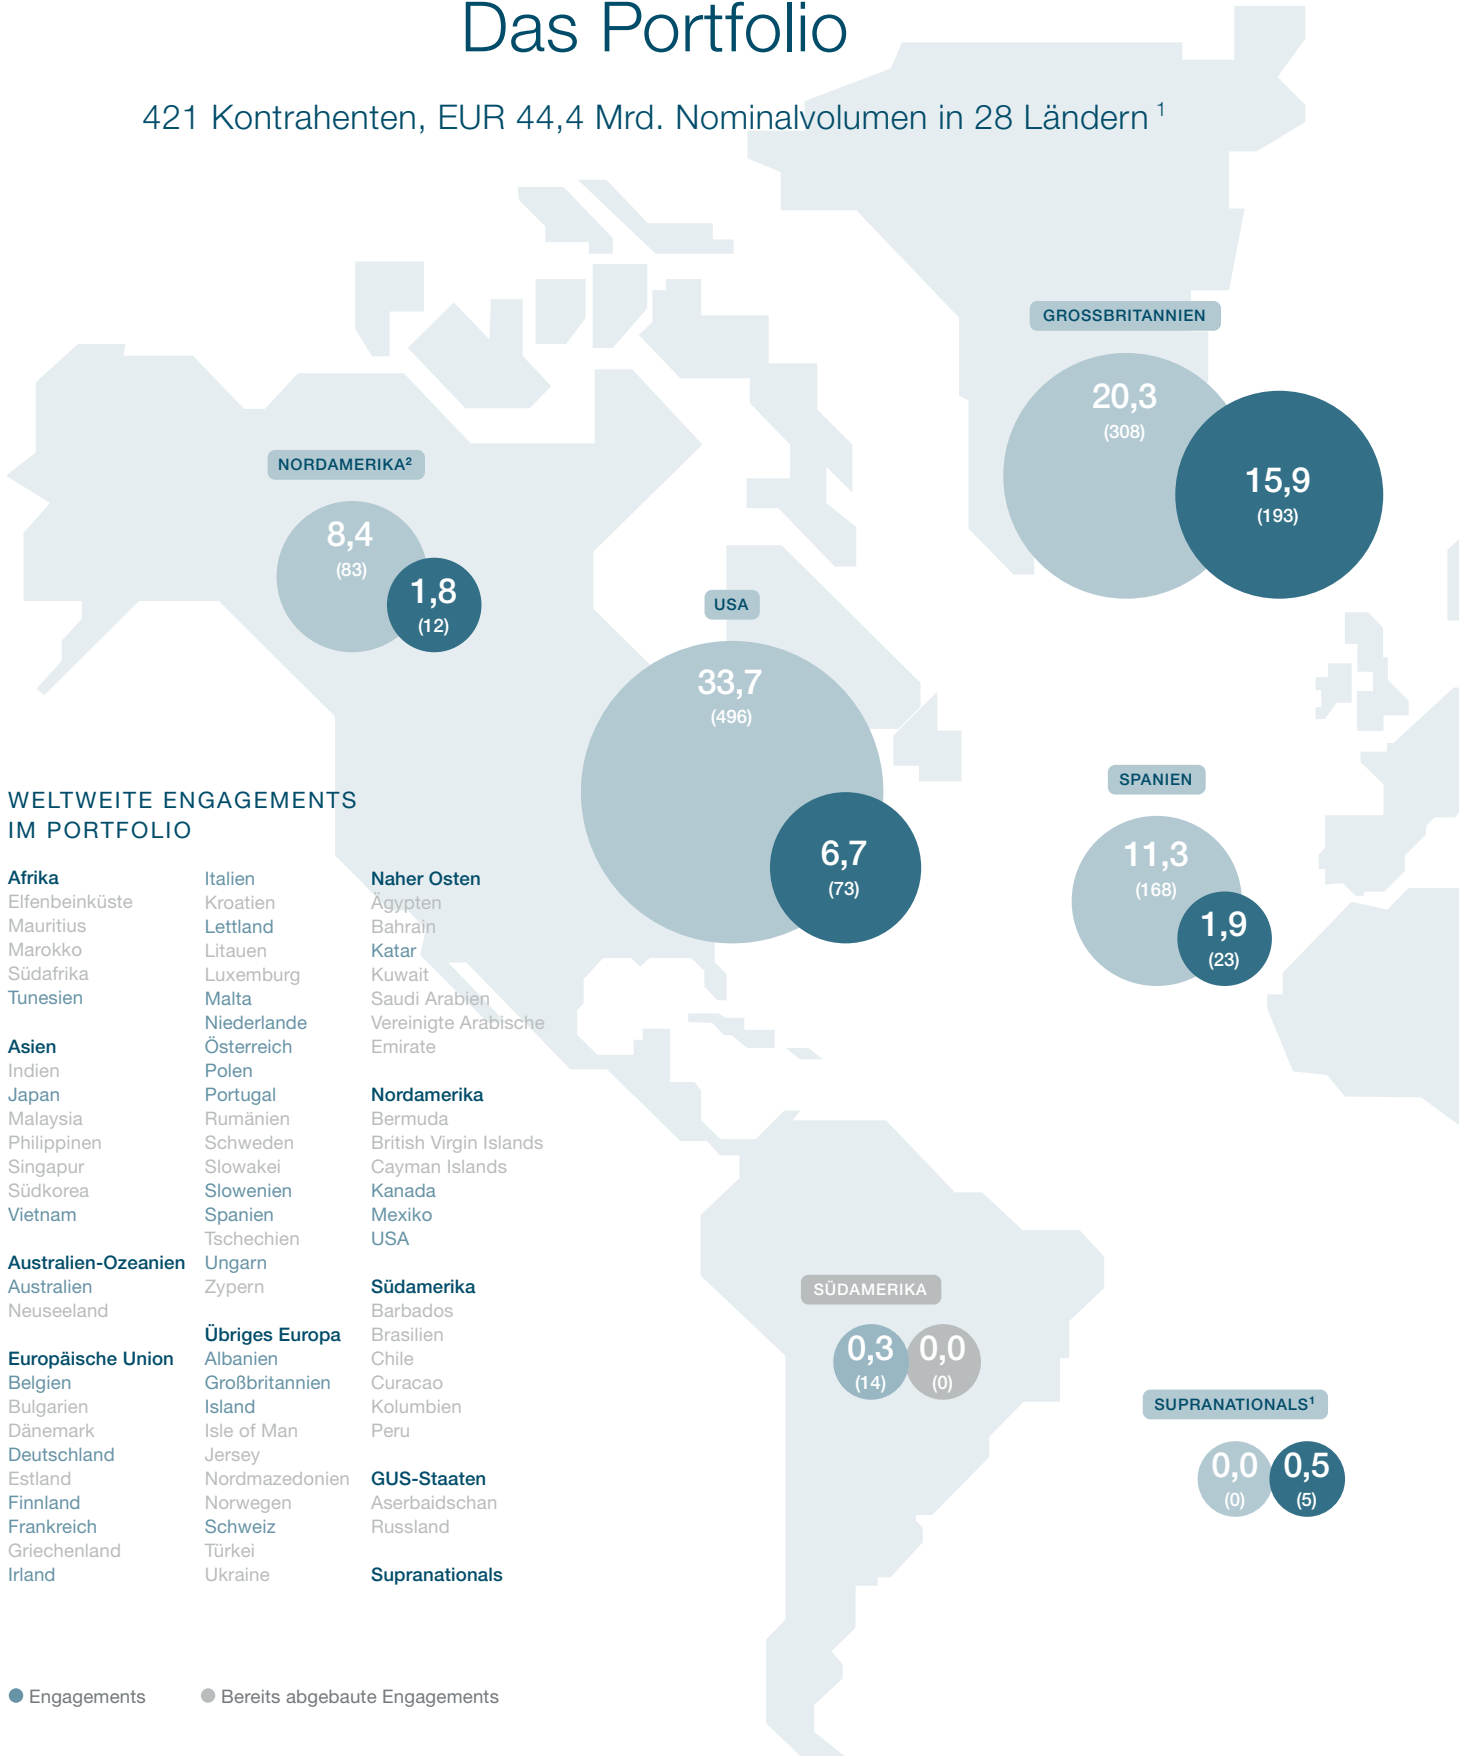 Das Portfolio
421 Kontrahenten, EUR 44,4 Mrd. Nominalvolumen in 28 Ländern ¹
GROSSBRITANNIEN
20,3
(308)
15,9
(193)
NORDAMERIKA²
8,4
(83)
1,8
(12)
USA
33,7
(496)
6,7
(73)
SPANIEN
11,3
(168)
1,9
(23)
WELTWEITE ENGAGEMENTS
IM PORTFOLIO
Afrika
Elfenbeinküste
Mauritius
Marokko
Südafrika
Tunesien
Asien
Indien
Japan
Malaysia
Philippinen
Singapur
Südkorea
Vietnam
Australien-Ozeanien
Australien
Neuseeland
Europäische Union
Belgien
Bulgarien
Dänemark
Deutschland
Estland
Finnland
Frankreich
Griechenland
Irland
Italien
Kroatien
Lettland
Litauen
Luxemburg
Malta
Niederlande
Österreich
Polen
Portugal
Rumänien
Schweden
Slowakei
Slowenien
Spanien
Tschechien
Ungarn
Zypern
Übriges Europa
Albanien
Großbritannien
Island
Isle of Man
Jersey
Nordmazedonien
Norwegen
Schweiz
Türkei
Ukraine
Naher Osten
Ägypten
Bahrain
Katar
Kuwait
Saudi Arabien
Vereinigte Arabische
Emirate
Nordamerika
Bermuda
British Virgin Islands
Cayman Islands
Kanada
Mexiko
USA
Südamerika
Barbados
Brasilien
Chile
Curacao
Kolumbien
Peru
GUS-Staaten
Aserbaidschan
Russland
Supranationals
SÜDAMERIKA
0,3
(14)
0,0
(0)
SUPRANATIONALS¹
0,0
(0)
0,5
(5)
Engagements
Bereits abgebaute Engagements